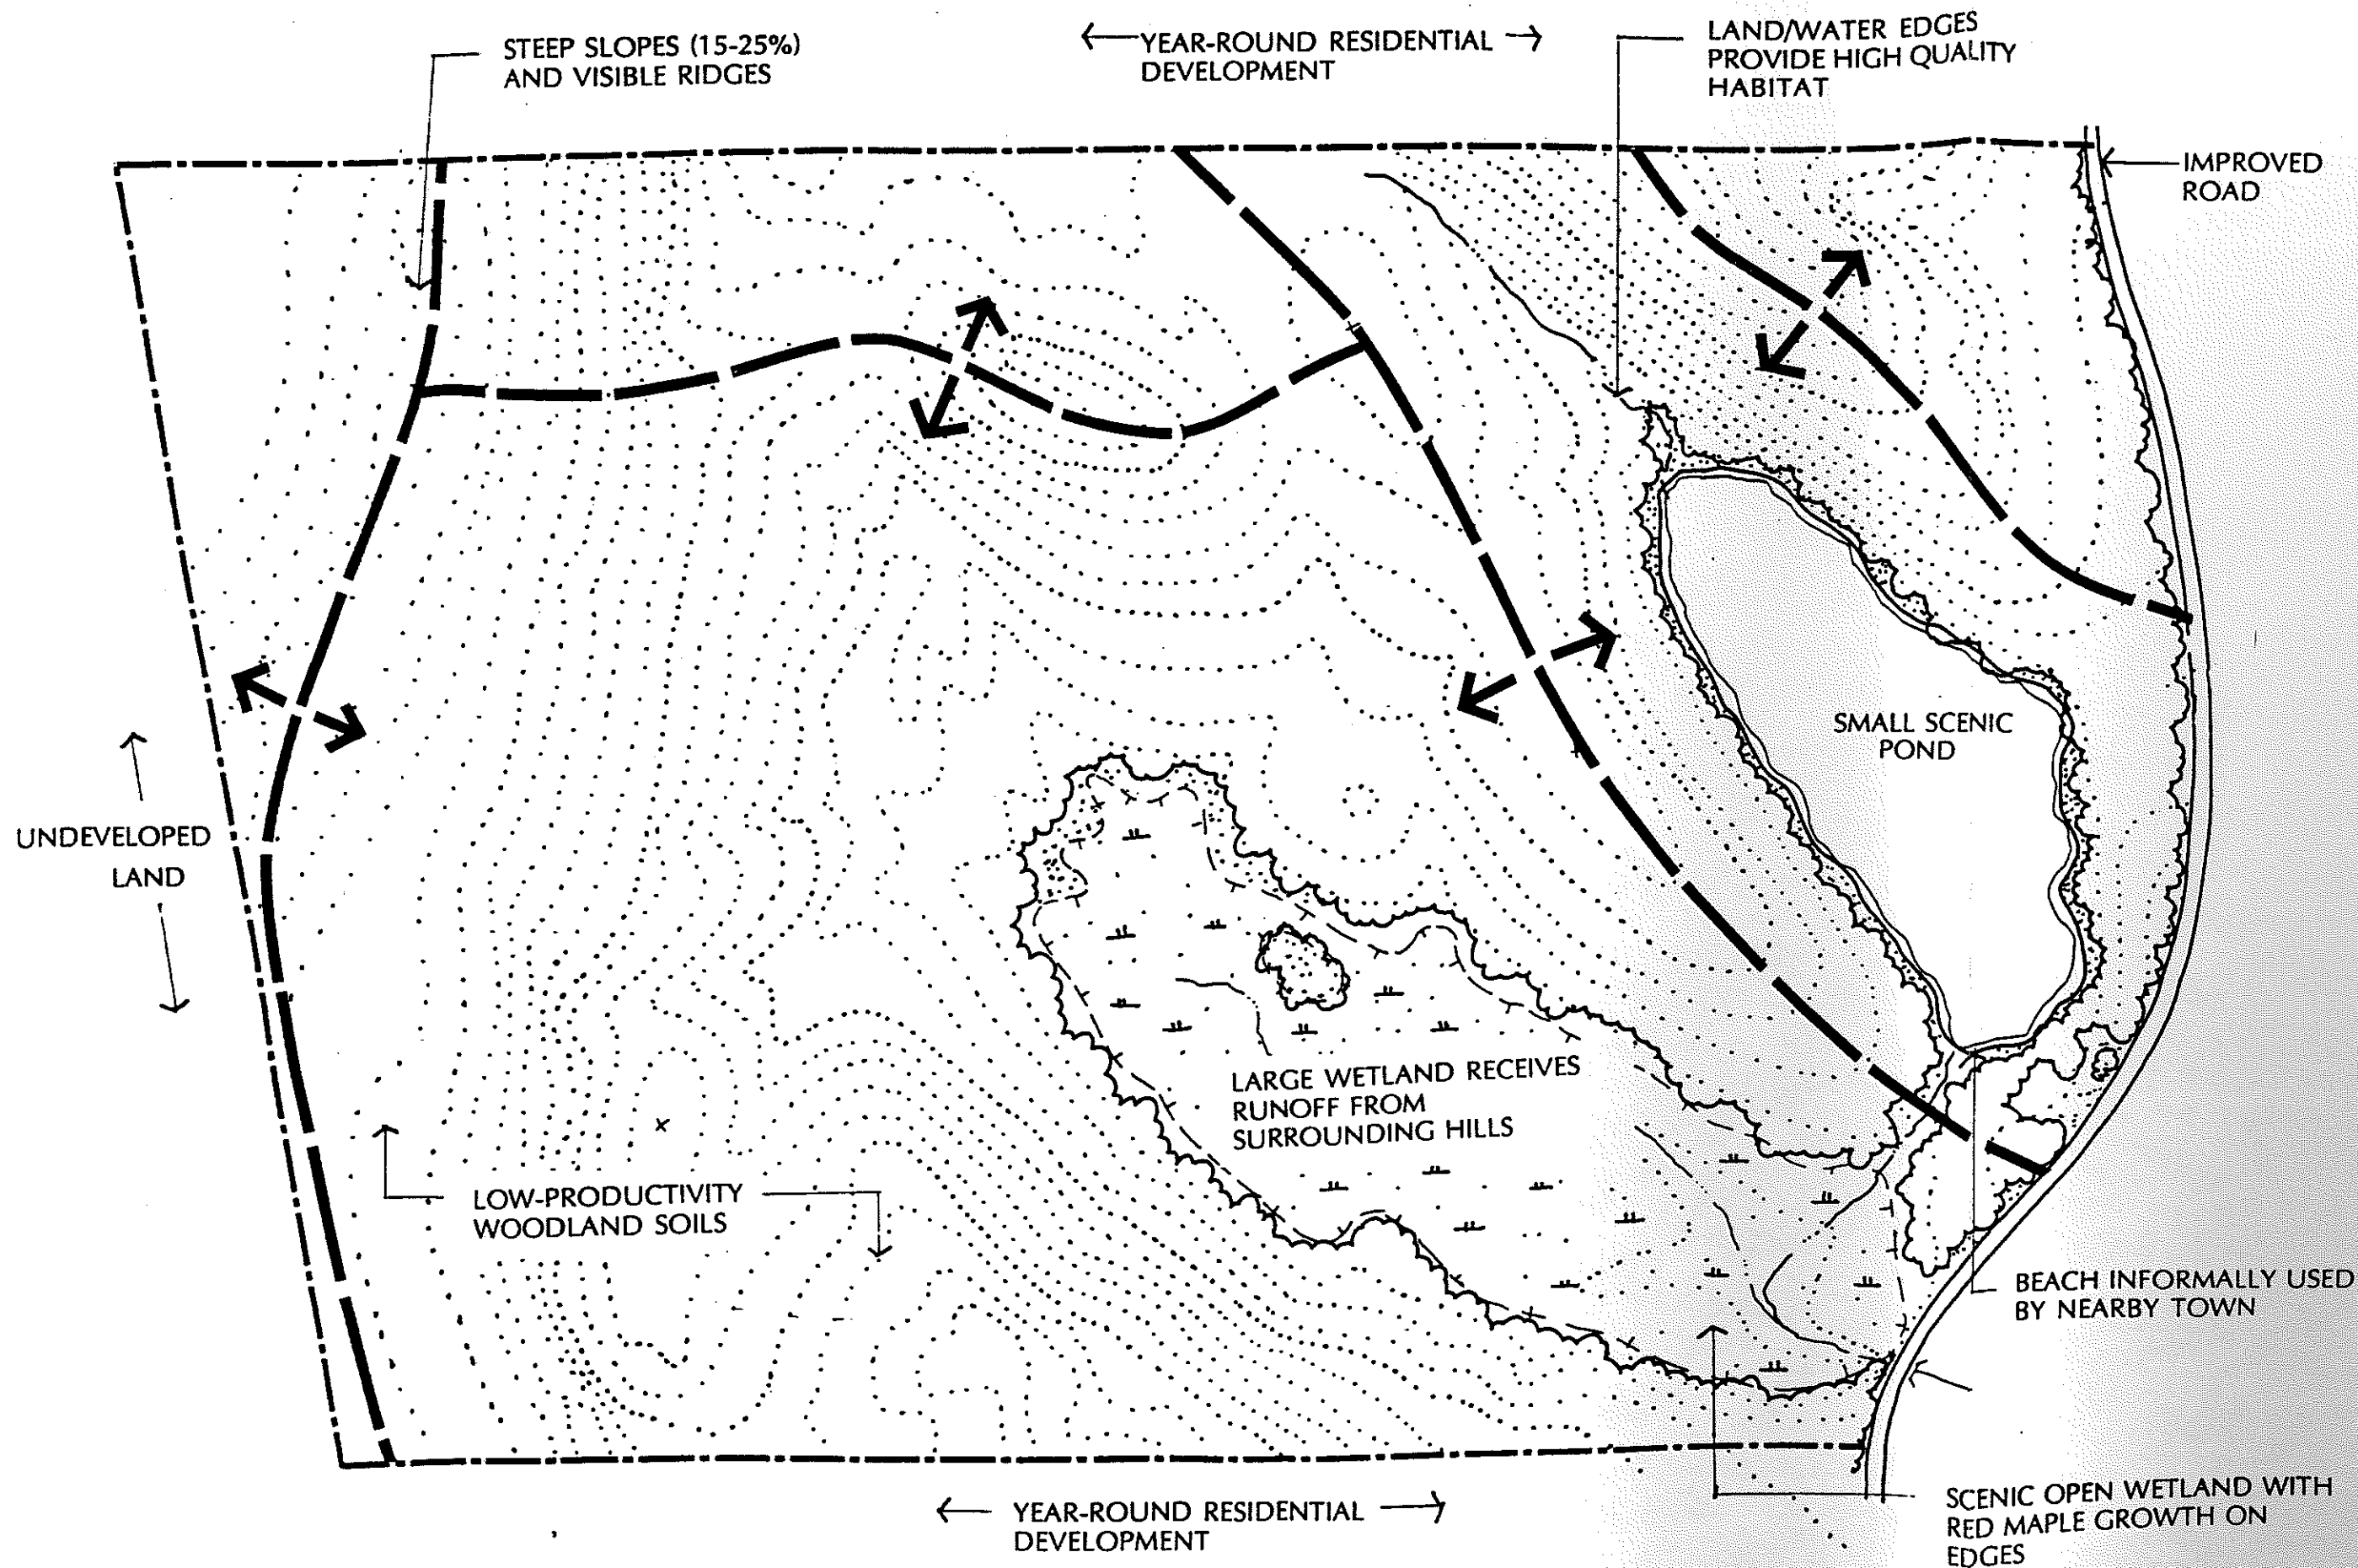 STEEP SLOPES (15-25%)
AND VISIBLE RIDGES
YEAR-ROUND RESIDENTIAL
DEVELOPMENT
LAND/WATER EDGES
PROVIDE HIGH QUALITY
HABITAT
IMPROVED
ROAD
SMALL SCENIC
POND
UNDEVELOPED
LAND
LARGE WETLAND RECEIVES
RUNOFF FROM
SURROUNDING HILLS
LOW-PRODUCTIVITY
WOODLAND SOILS
BEACH INFORMALLY USED
BY NEARBY TOWN
YEAR-ROUND RESIDENTIAL
DEVELOPMENT
SCENIC OPEN WETLAND WITH
RED MAPLE GROWTH ON
EDGES